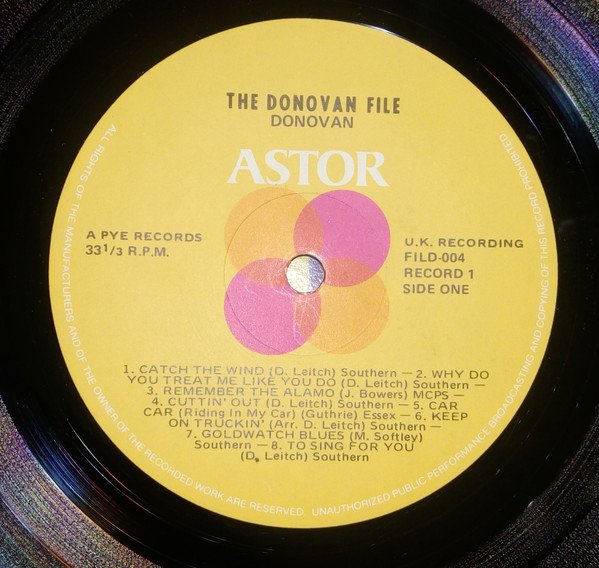 THE DONOVAN FILE
DONOVAN
ASTOR
A PYE RECORDS
33 1/3 R.P.M.
U.K. RECORDING
FILD-004
RECORD 1
SIDE ONE
1. CATCH THE WIND (D. Leitch) Southern — 2. WHY DO
YOU TREAT ME LIKE YOU DO (D. Leitch) Southern —
3. REMEMBER THE ALAMO (J. Bowers) MCPS —
4. CUTTIN' OUT (D. Leitch) Southern — 5. CAR
CAR (Riding In My Car) (Guthrie) Essex — 6. KEEP
ON TRUCKIN' (Arr. D. Leitch) Southern —
7. GOLDWATCH BLUES (M. Softley)
Southern — 8. TO SING FOR YOU
(D. Leitch) Southern
ALL RIGHTS OF THE MANUFACTURERS AND OF THE OWNER OF THE RECORDED WORK ARE RESERVED. UNAUTHORIZED PUBLIC PERFORMANCE BROADCASTING AND COPYING OF THIS RECORD PROHIBITED